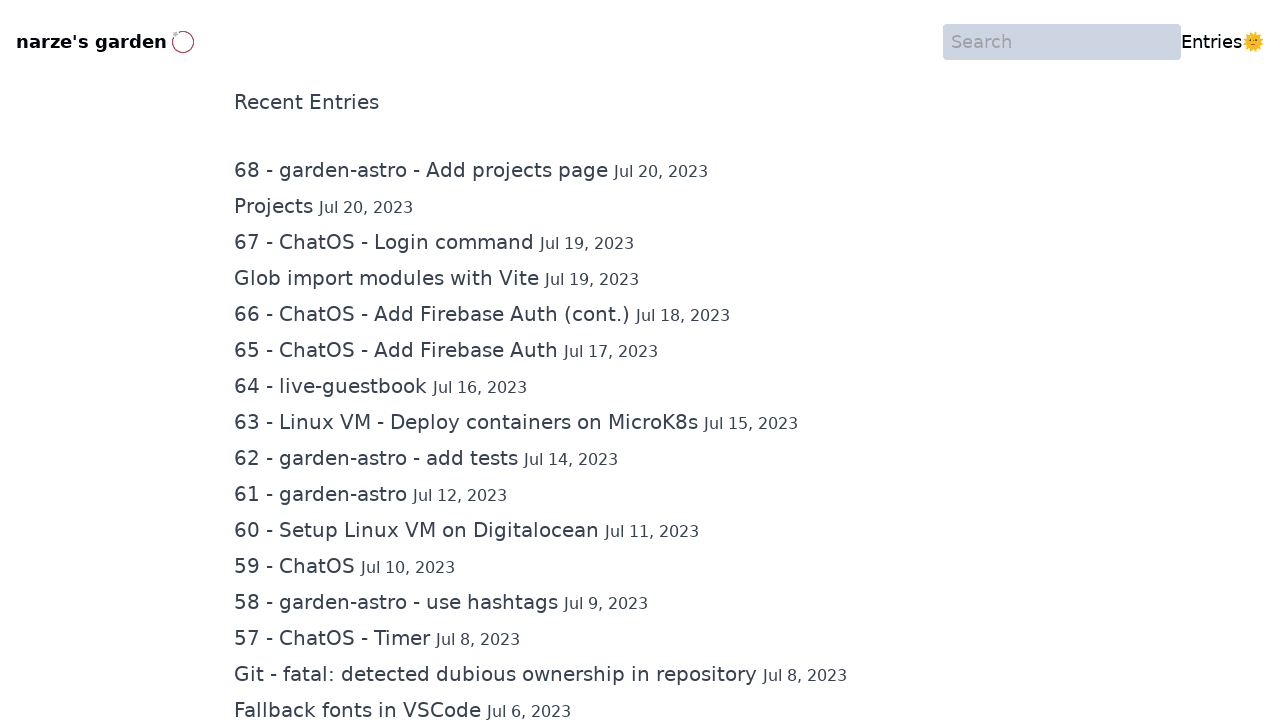 narze's garden
Search
Entries🌞
Recent Entries
68 - garden-astro - Add projects page Jul 20, 2023
Projects Jul 20, 2023
67 - ChatOS - Login command Jul 19, 2023
Glob import modules with Vite Jul 19, 2023
66 - ChatOS - Add Firebase Auth (cont.) Jul 18, 2023
65 - ChatOS - Add Firebase Auth Jul 17, 2023
64 - live-guestbook Jul 16, 2023
63 - Linux VM - Deploy containers on MicroK8s Jul 15, 2023
62 - garden-astro - add tests Jul 14, 2023
61 - garden-astro Jul 12, 2023
60 - Setup Linux VM on Digitalocean Jul 11, 2023
59 - ChatOS Jul 10, 2023
58 - garden-astro - use hashtags Jul 9, 2023
57 - ChatOS - Timer Jul 8, 2023
Git - fatal: detected dubious ownership in repository Jul 8, 2023
Fallback fonts in VSCode Jul 6, 2023